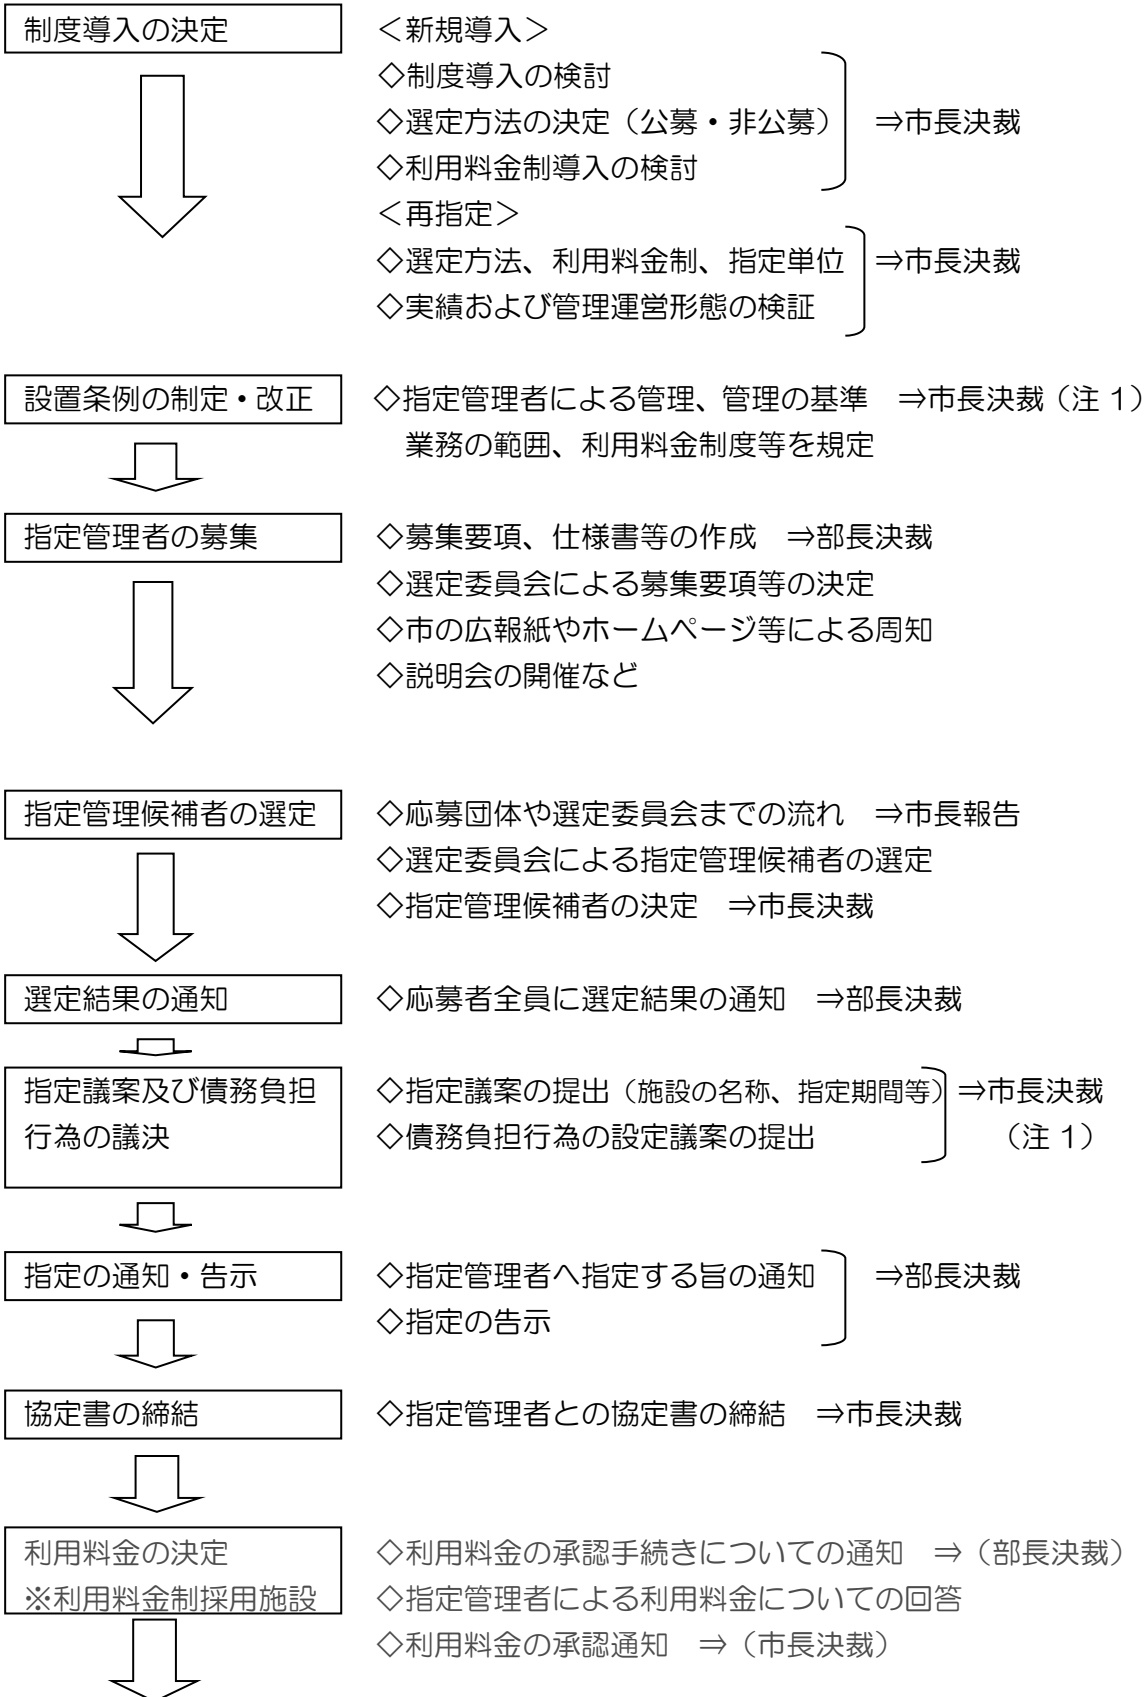 制度導入の決定　＜新規導入＞
◇制度導入の検討
◇選定方法の決定（公募・非公募）　⇒市長決裁
◇利用料金制導入の検討
＜再指定＞
◇選定方法、利用料金制、指定単位　⇒市長決裁
◇実績および管理運営形態の検証
設置条例の制定・改正　◇指定管理者による管理、管理の基準　⇒市長決裁（注1）
業務の範囲、利用料金制度等を規定
指定管理者の募集　◇募集要項、仕様書等の作成　⇒部長決裁
◇選定委員会による募集要項等の決定
◇市の広報紙やホームページ等による周知
◇説明会の開催など
指定管理候補者の選定　◇応募団体や選定委員会までの流れ　⇒市長報告
◇選定委員会による指定管理候補者の選定
◇指定管理候補者の決定　⇒市長決裁
選定結果の通知　◇応募者全員に選定結果の通知　⇒部長決裁
指定議案及び債務負担　◇指定議案の提出（施設の名称、指定期間等）⇒市長決裁
行為の議決　◇債務負担行為の設定議案の提出　（注1）
指定の通知・告示　◇指定管理者へ指定する旨の通知　⇒部長決裁
◇指定の告示
協定書の締結　◇指定管理者との協定書の締結　⇒市長決裁
利用料金の決定　◇利用料金の承認手続きについての通知　⇒（部長決裁）
※利用料金制採用施設　◇指定管理者による利用料金についての回答
◇利用料金の承認通知　⇒（市長決裁）